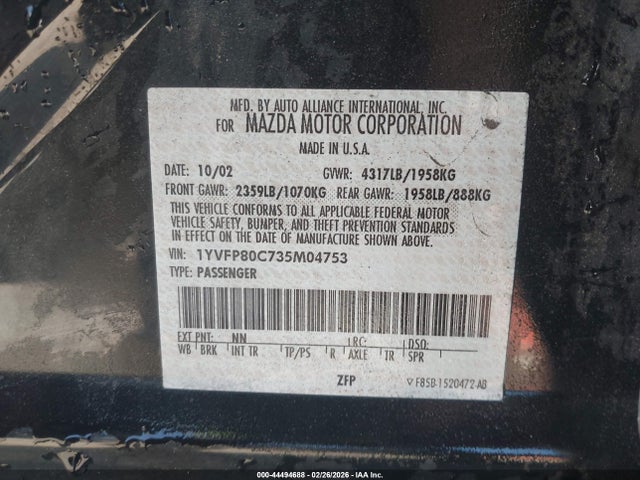 MFD. BY AUTO ALLIANCE INTERNATIONAL, INC.
FOR MAZDA MOTOR CORPORATION
MADE IN U.S.A.
DATE: 10/02 GVWR: 4317LB/1958KG
FRONT GAWR: 2359LB/1070KG REAR GAWR: 1958LB/888KG
THIS VEHICLE CONFORMS TO ALL APPLICABLE FEDERAL MOTOR
VEHICLE SAFETY, BUMPER, AND THEFT PREVENTION STANDARDS
IN EFFECT ON THE DATE OF MANUFACTURE SHOWN ABOVE.
VIN: 1YVFP80C735M04753
TYPE: PASSENGER
EXT PNT: NN RC: DSO:
WB BRK INT TR TP/PS R AXLE TR SPR
ZFP F85B-1520472-AB
000-44494688 - 02/26/2026 - IAA Inc.